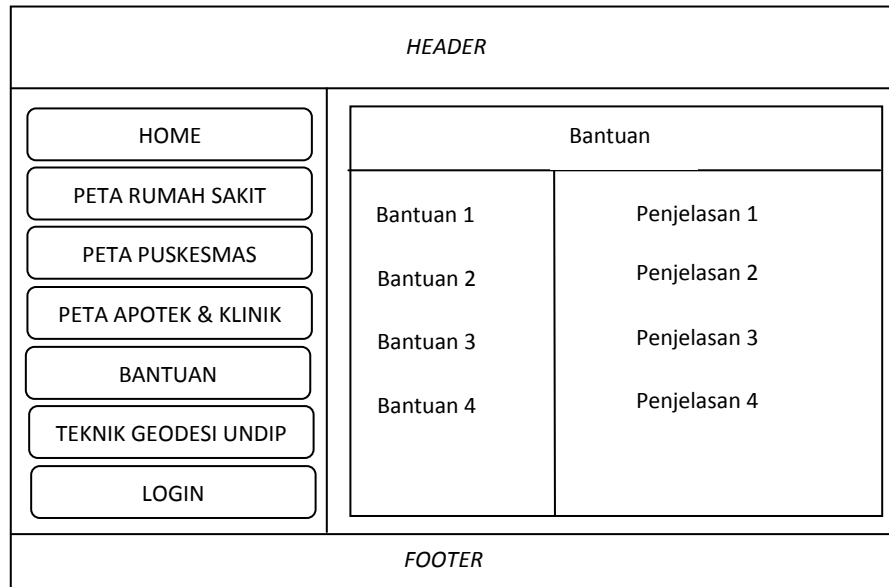 HEADER
HOME
PETA RUMAH SAKIT
PETA PUSKESMAS
PETA APOTEK & KLINIK
BANTUAN
TEKNIK GEODESI UNDIP
LOGIN
Bantuan
Bantuan 1
Penjelasan 1
Bantuan 2
Penjelasan 2
Bantuan 3
Penjelasan 3
Bantuan 4
Penjelasan 4
FOOTER